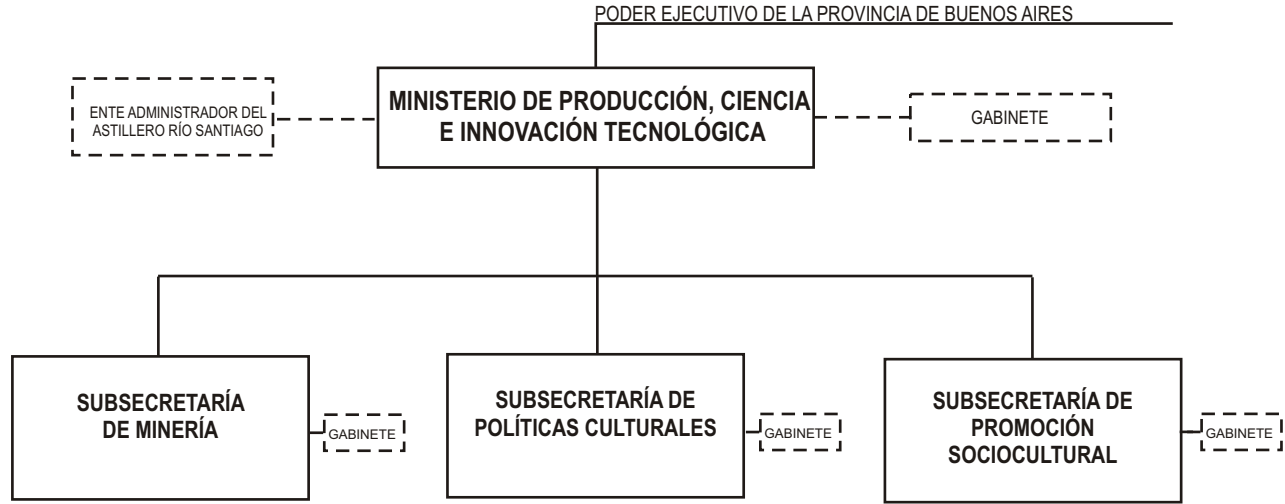 PODER EJECUTIVO DE LA PROVINCIA DE BUENOS AIRES
ENTE ADMINISTRADOR DEL
ASTILLERO RÍO SANTIAGO
MINISTERIO DE PRODUCCIÓN, CIENCIA
E INNOVACIÓN TECNOLÓGICA
GABINETE
SUBSECRETARÍA
DE MINERÍA
GABINETE
SUBSECRETARÍA DE
POLÍTICAS CULTURALES
GABINETE
SUBSECRETARÍA DE
PROMOCIÓN
SOCIOCULTURAL
GABINETE